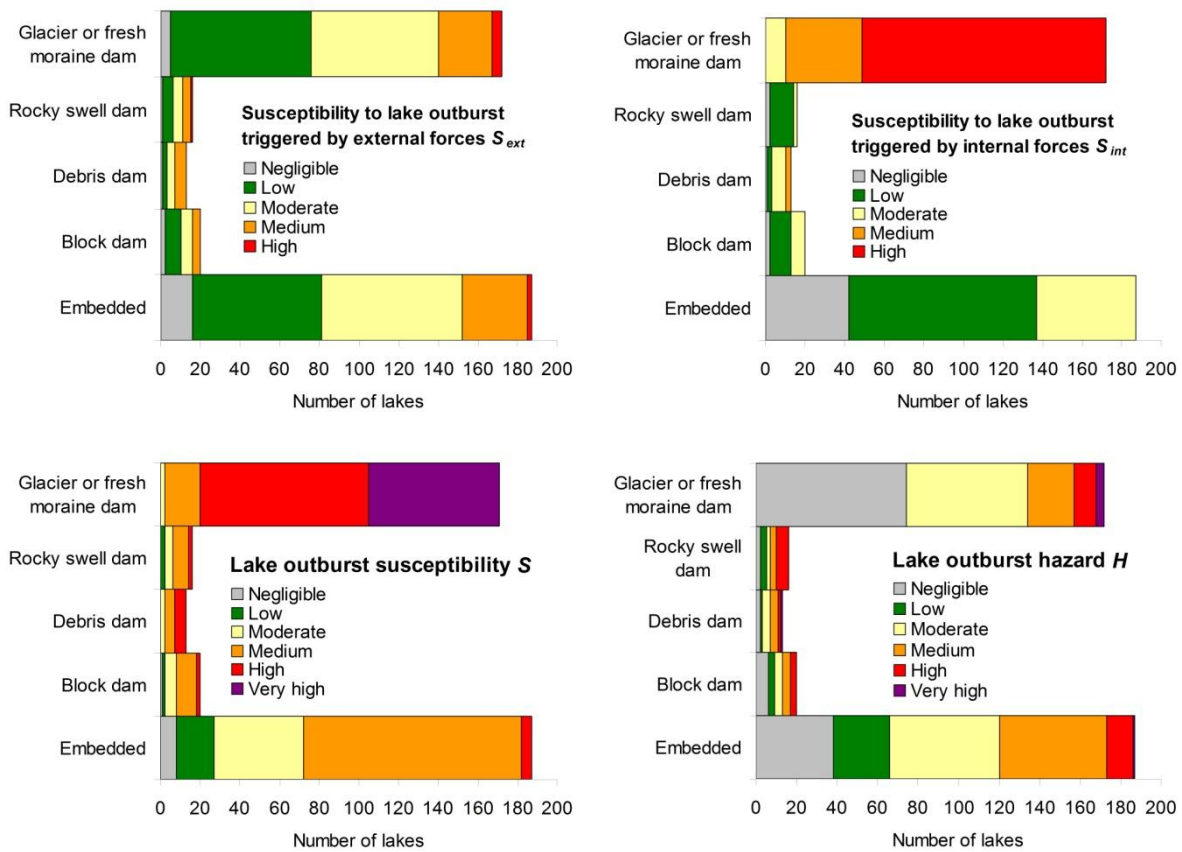 Glacier or fresh
moraine dam
Rocky swell dam
Debris dam
Block dam
Embedded
Susceptibility to lake outburst
triggered by external forces S ext
Negligible
Low
Moderate
Medium
High
0 20 40 60 80 100 120 140 160 180 200
Number of lakes
Glacier or fresh
moraine dam
Rocky swell dam
Debris dam
Block dam
Embedded
Susceptibility to lake outburst
triggered by internal forces S int
Negligible
Low
Moderate
Medium
High
0 20 40 60 80 100 120 140 160 180 200
Number of lakes
Glacier or fresh
moraine dam
Rocky swell dam
Debris dam
Block dam
Embedded
Lake outburst susceptibility S
Negligible
Low
Moderate
Medium
High
Very high
0 20 40 60 80 100 120 140 160 180 200
Number of lakes
Glacier or fresh
moraine dam
Rocky swell
dam
Debris dam
Block dam
Embedded
Lake outburst hazard H
Negligible
Low
Moderate
Medium
High
Very high
0 20 40 60 80 100 120 140 160 180 200
Number of lakes